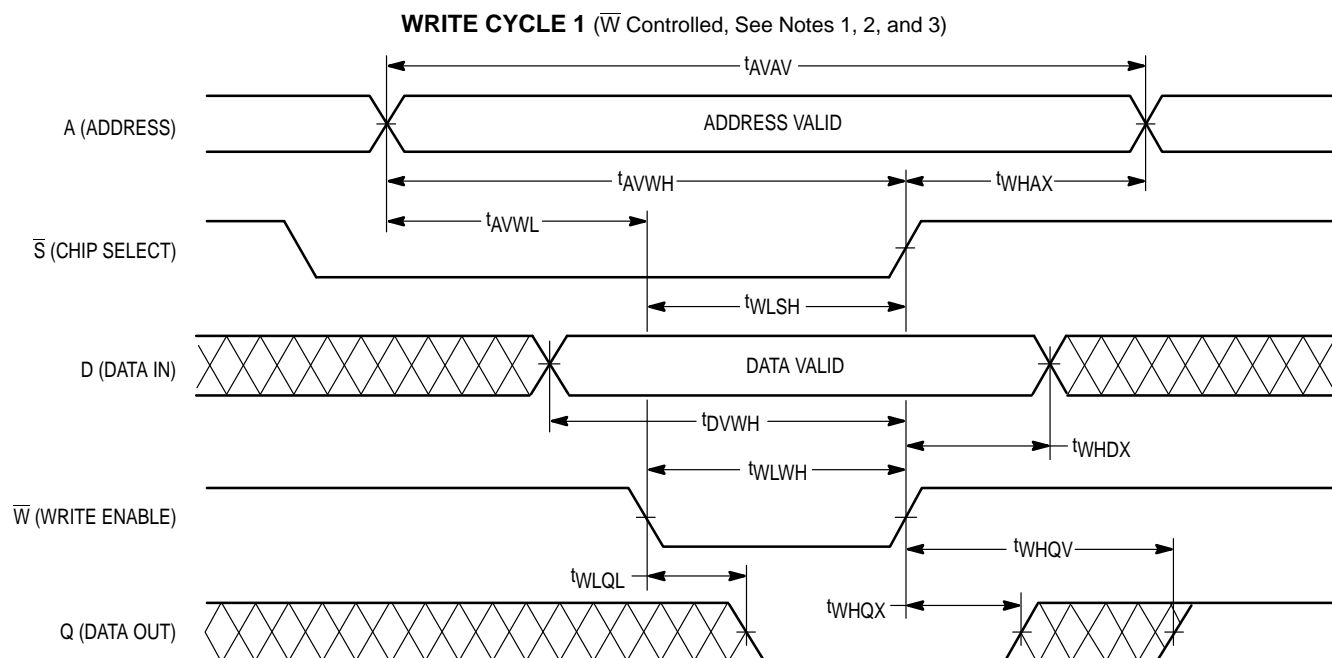 WRITE CYCLE 1 (W̅ Controlled, See Notes 1, 2, and 3)
tAVAV
A (ADDRESS)
ADDRESS VALID
tAVWH
tWHAX
tAVWL
S̅ (CHIP SELECT)
tWLSH
D (DATA IN)
DATA VALID
tDVWH
tWHDX
tWLWH
W̅ (WRITE ENABLE)
tWHQV
tWLQL
tWHQX
Q (DATA OUT)